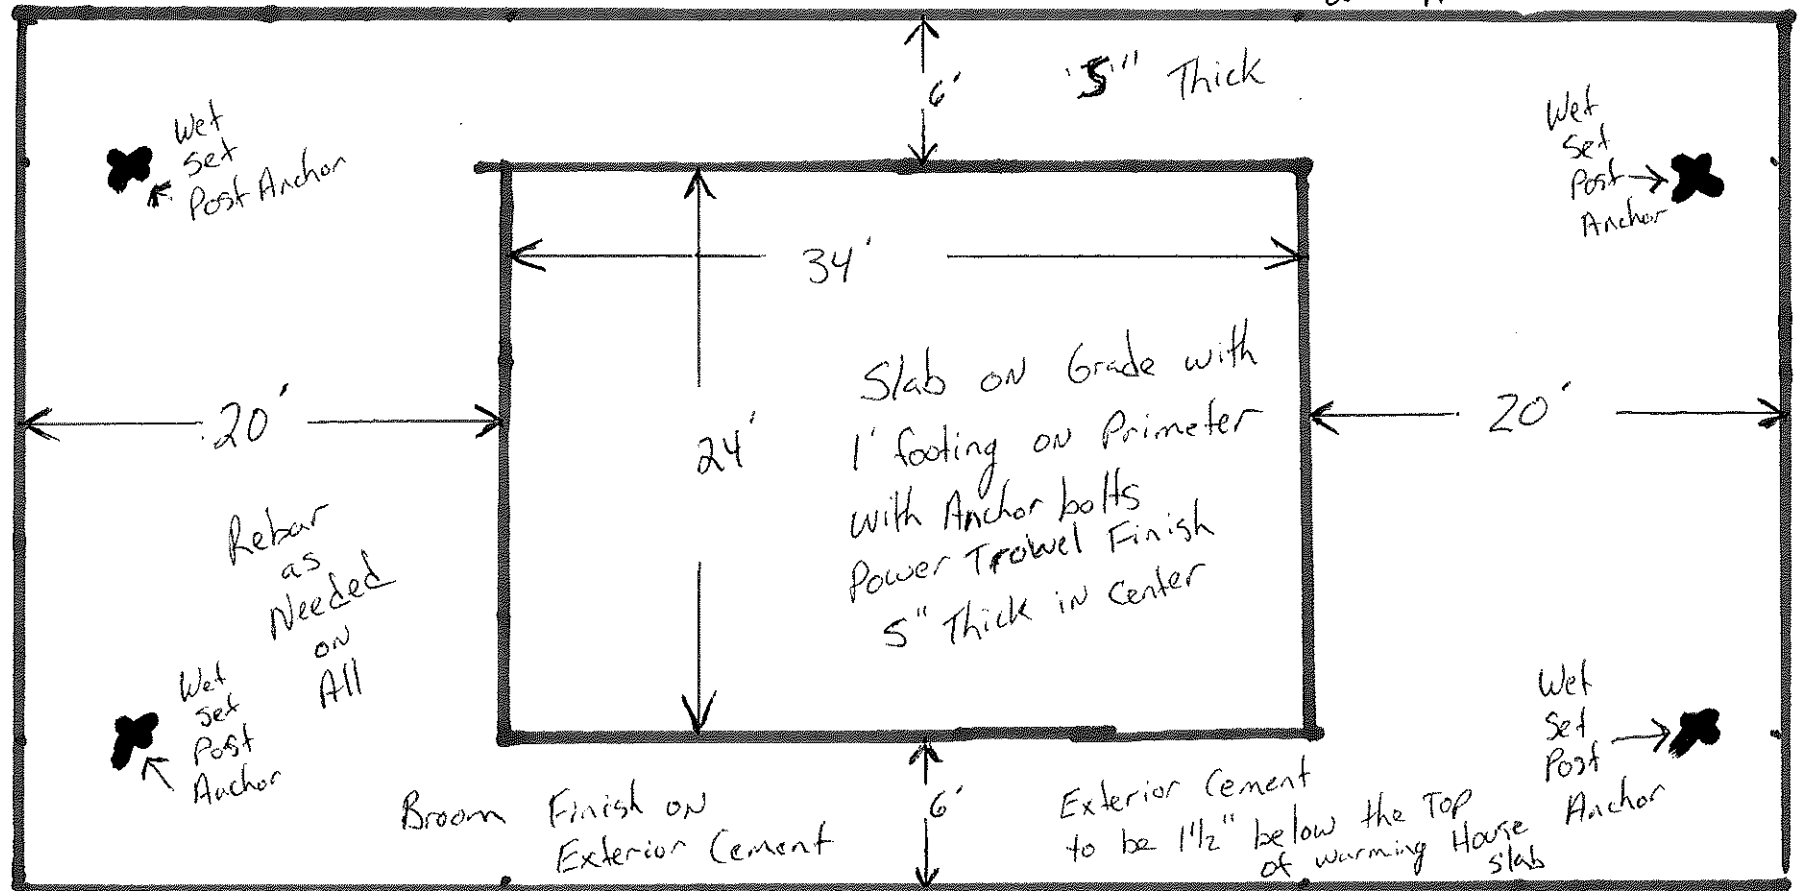 6'
5" Thick
Wet
Set
Post Anchor
Wet
Set
Post
Anchor
34'
20'
24'
Slab on Grade with
1' footing on Primeter
with Anchor bolts
Power Trowel Finish
5" Thick in center
20'
Rebar
as
Needed
on
All
Wet
Set
Post
Anchor
Wet
Set
Post
Anchor
Broom Finish on
Exterior Cement
6'
Exterior Cement
to be 1 1/2" below the Top
of warming House
slab